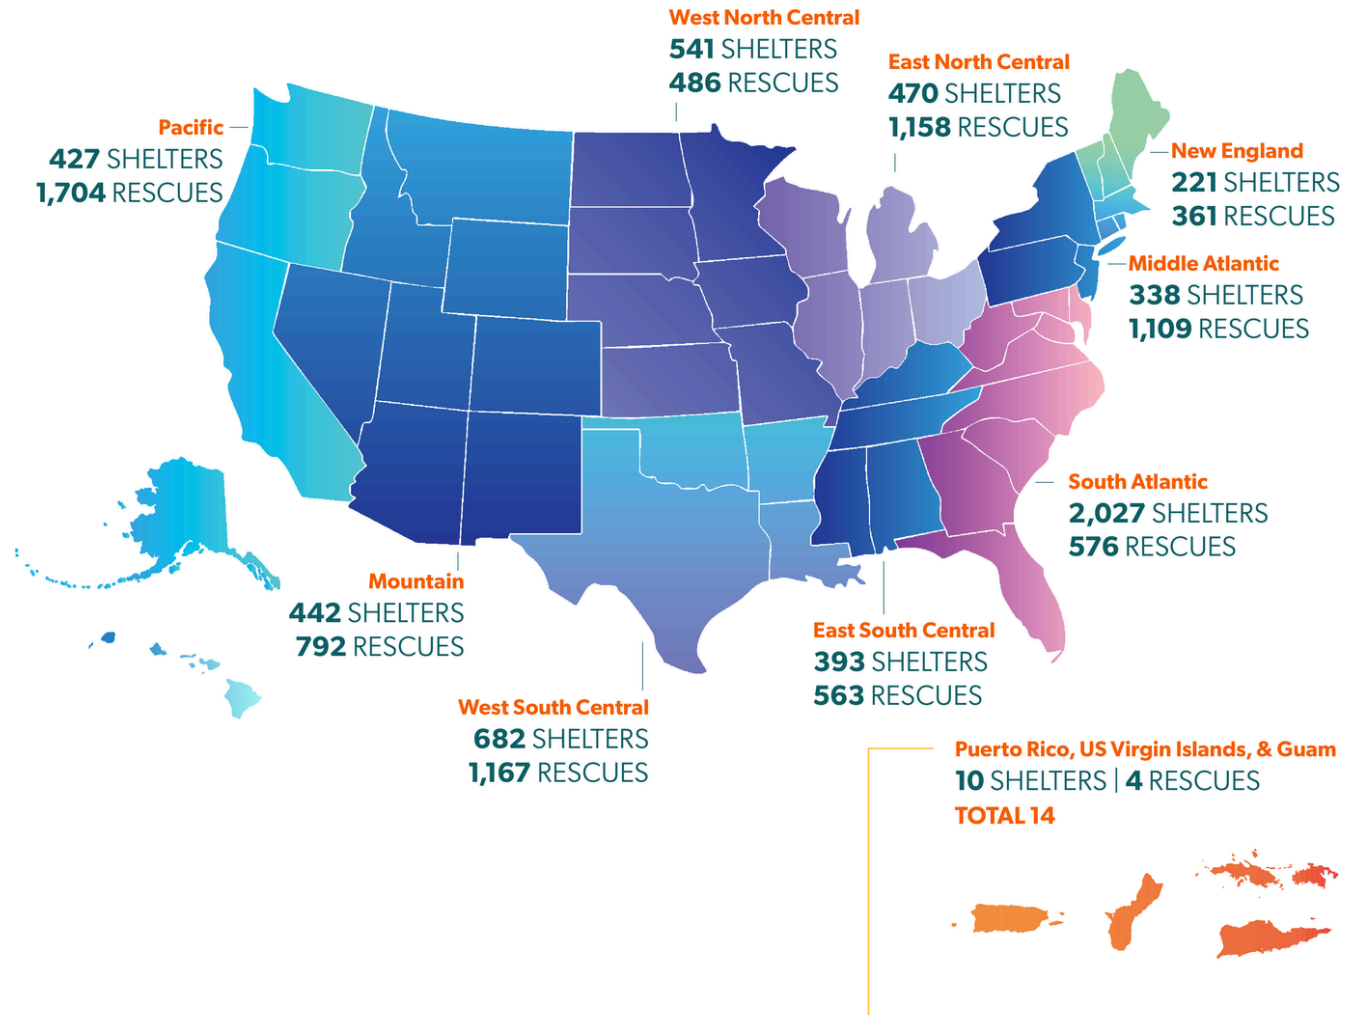 West North Central
541 SHELTERS
486 RESCUES
East North Central
470 SHELTERS
1,158 RESCUES
Pacific
427 SHELTERS
1,704 RESCUES
New England
221 SHELTERS
361 RESCUES
Middle Atlantic
338 SHELTERS
1,109 RESCUES
South Atlantic
2,027 SHELTERS
576 RESCUES
Mountain
442 SHELTERS
792 RESCUES
East South Central
393 SHELTERS
563 RESCUES
West South Central
682 SHELTERS
1,167 RESCUES
Puerto Rico, US Virgin Islands, & Guam
10 SHELTERS | 4 RESCUES
TOTAL 14